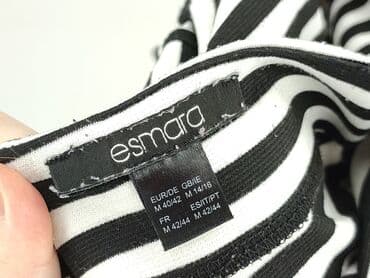 esmara
EUR/DE GB/IE
M 40/42 M 14/16
FR ES/IT/PT
M 42/44 M 42/44